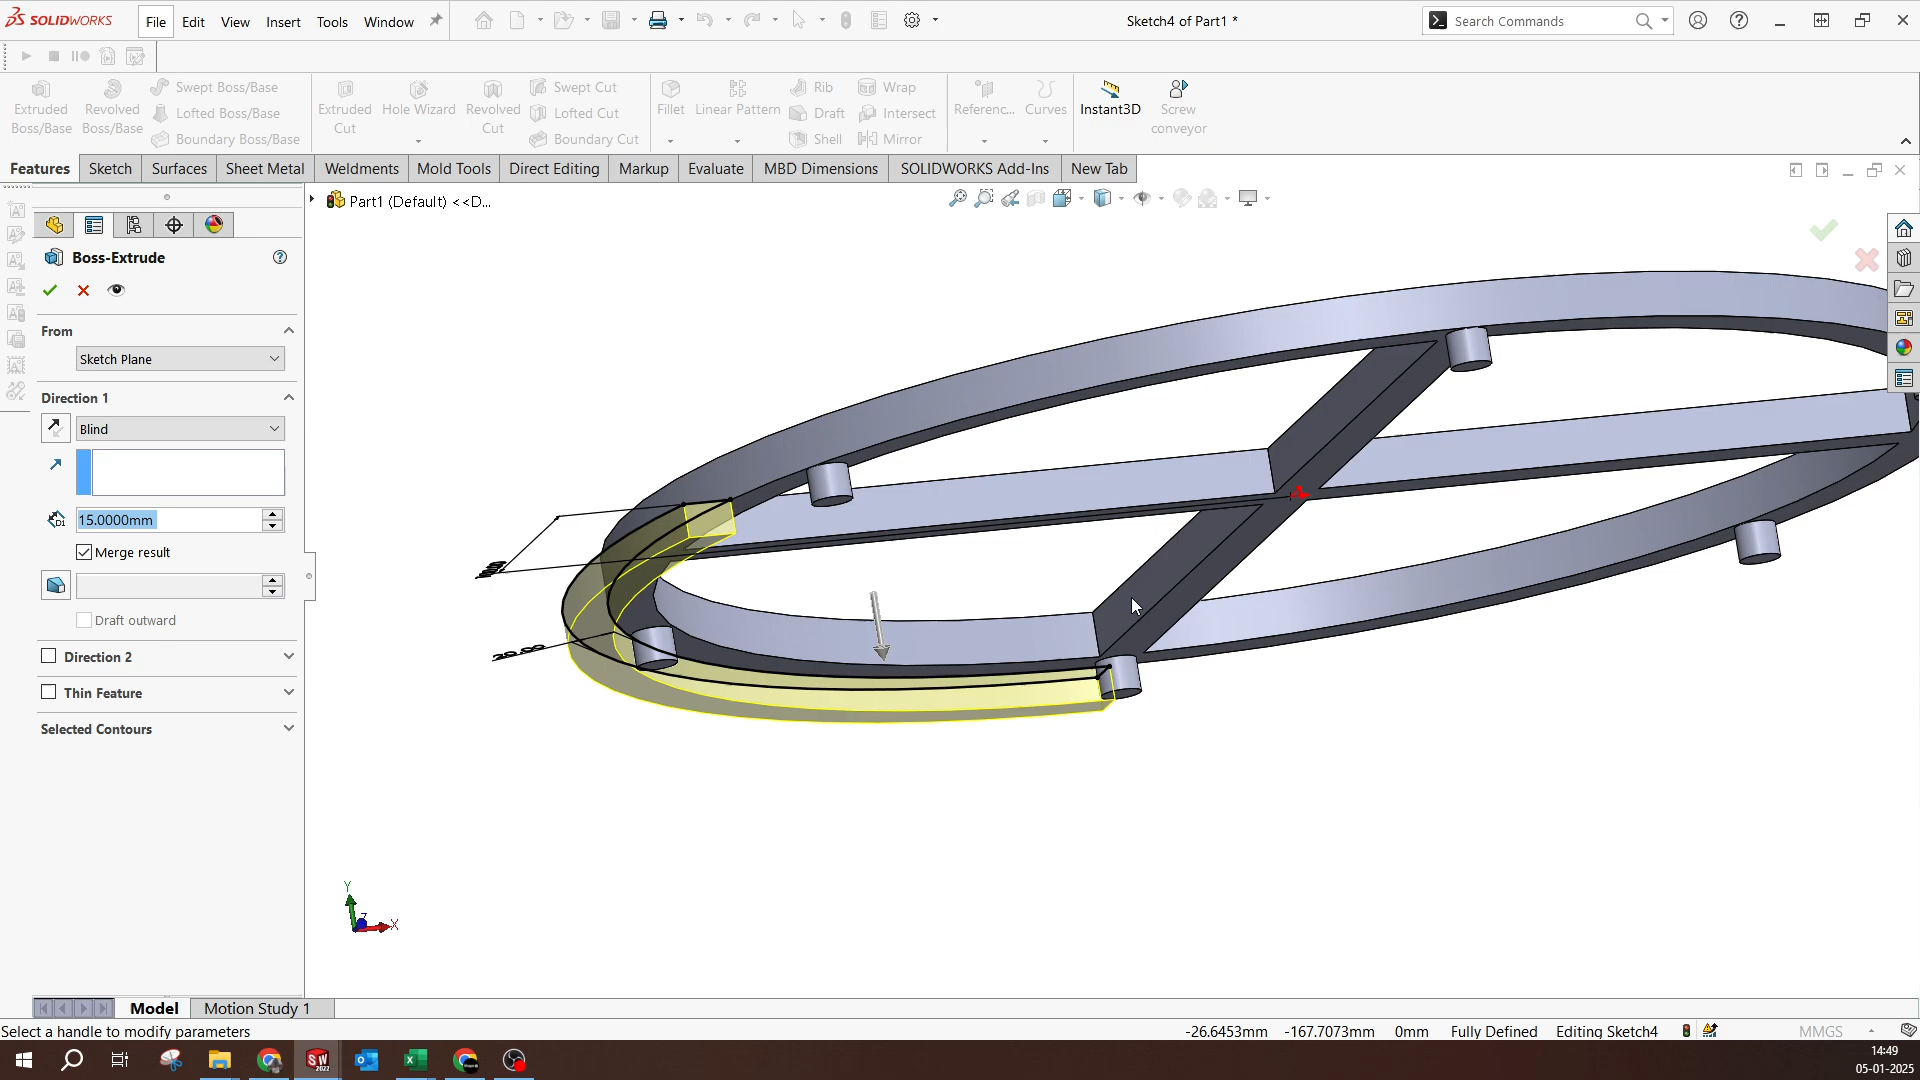 SOLIDWORKS File Edit View Insert Tools Window Sketch4 of Part1 * Search Commands
Extruded Boss/Base
Revolved Boss/Base
Swept Boss/Base
Lofted Boss/Base
Boundary Boss/Base
Extruded Cut
Hole Wizard
Revolved Cut
Swept Cut
Lofted Cut
Boundary Cut
Fillet
Linear Pattern
Rib
Draft
Shell
Wrap
Intersect
Mirror
Referenc...
Curves
Instant3D
Screw conveyor
Features Sketch Surfaces Sheet Metal Weldments Mold Tools Direct Editing Markup Evaluate MBD Dimensions SOLIDWORKS Add-Ins New Tab
Part1 (Default) <<D...
Boss-Extrude
From
Sketch Plane
Direction 1
Blind
D1
15.0000mm
Merge result
Draft outward
Direction 2
Thin Feature
Selected Contours
20.00
Y
Z
X
Model Motion Study 1
Select a handle to modify parameters -26.6453mm -167.7073mm 0mm Fully Defined Editing Sketch4 MMGS
SW
2022
14:49
05-01-2025